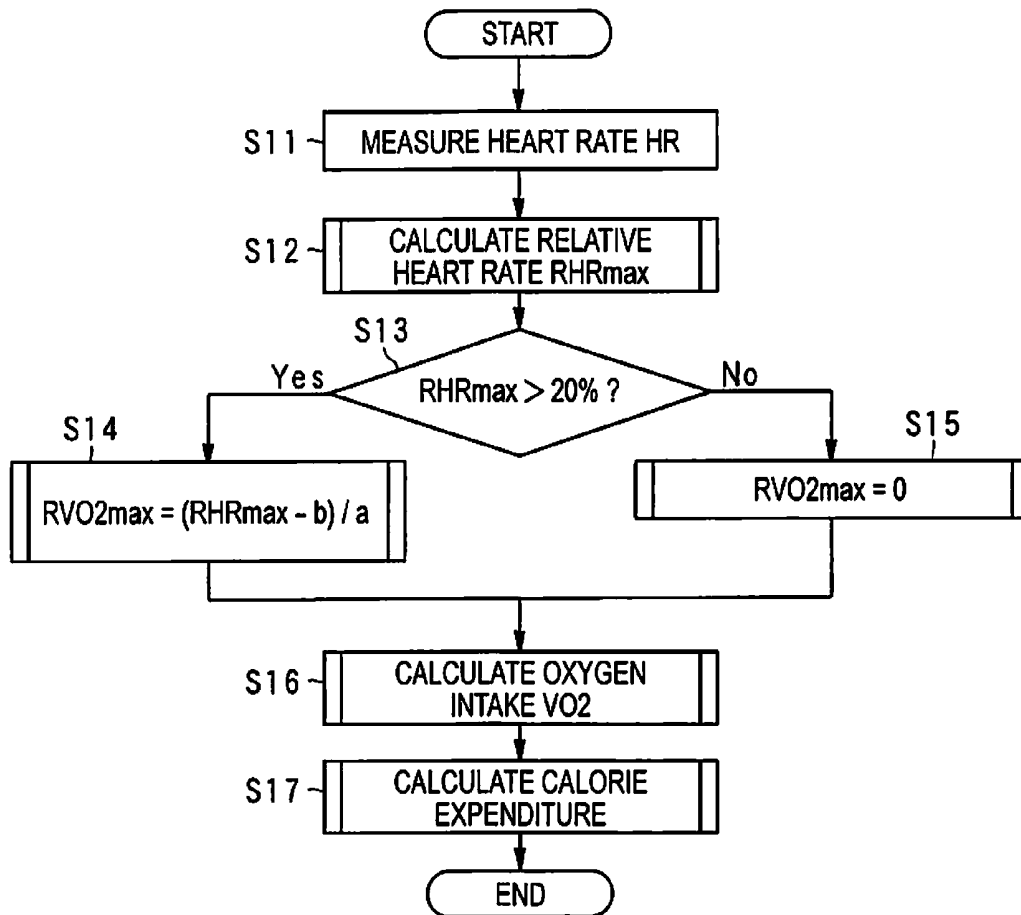 START
S11
MEASURE HEART RATE HR
S12
CALCULATE RELATIVE
HEART RATE RHRmax
S13
Yes
RHRmax > 20% ?
No
S14
RVO2max = (RHRmax – b) / a
S15
RVO2max = 0
S16
CALCULATE OXYGEN
INTAKE VO2
S17
CALCULATE CALORIE
EXPENDITURE
END